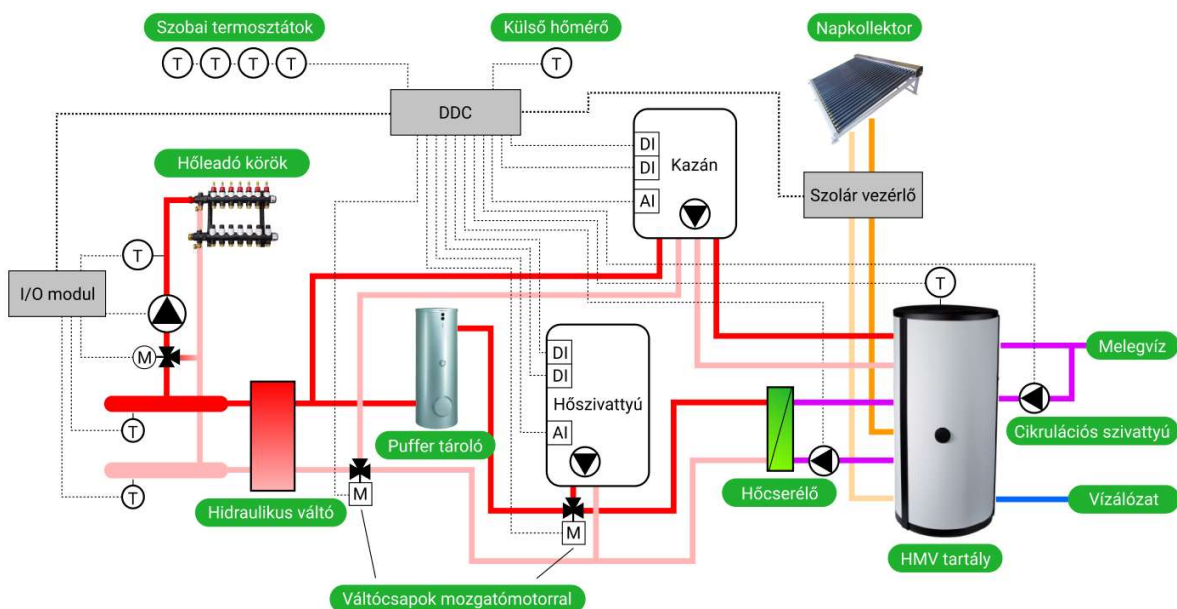 Szobai termosztátok
Külső hőmérő
Napkollektor
T T T T
T
DDC
DI
DI
AI
Kazán
Hőleadó körök
Szolár vezérlő
T
I/O modul
T
M
DI
DI
Hőszivattyú
AI
Melegvíz
T
Puffer tároló
Cikrulációs szivattyú
T
M
Hőcserélő
Vízálózat
Hidraulikus váltó
M
HMV tartály
Váltócsapok mozgatómotorral